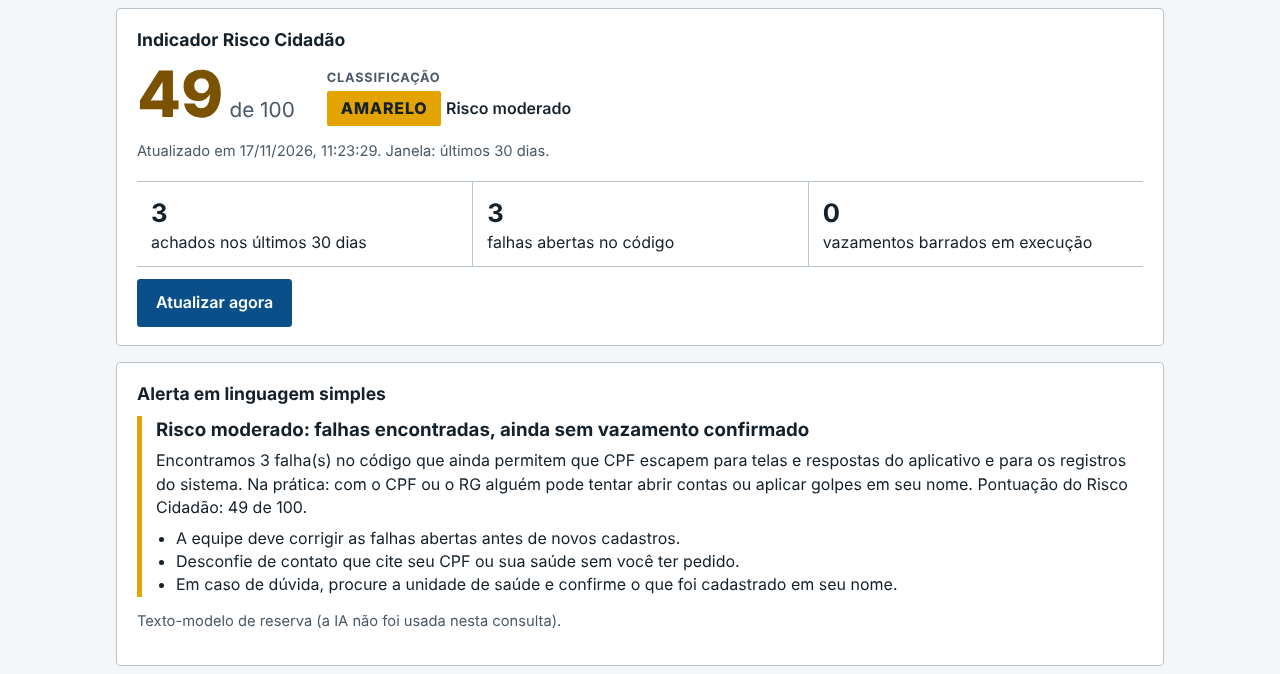 Indicador Risco Cidadão
49 de 100
CLASSIFICAÇÃO
AMARELO Risco moderado
Atualizado em 17/11/2026, 11:23:29. Janela: últimos 30 dias.
3
achados nos últimos 30 dias
3
falhas abertas no código
0
vazamentos barrados em execução
Atualizar agora
Alerta em linguagem simples
Risco moderado: falhas encontradas, ainda sem vazamento confirmado
Encontramos 3 falha(s) no código que ainda permitem que CPF escapem para telas e respostas do aplicativo e para os registros
do sistema. Na prática: com o CPF ou o RG alguém pode tentar abrir contas ou aplicar golpes em seu nome. Pontuação do Risco
Cidadão: 49 de 100.
• A equipe deve corrigir as falhas abertas antes de novos cadastros.
• Desconfie de contato que cite seu CPF ou sua saúde sem você ter pedido.
• Em caso de dúvida, procure a unidade de saúde e confirme o que foi cadastrado em seu nome.
Texto-modelo de reserva (a IA não foi usada nesta consulta).